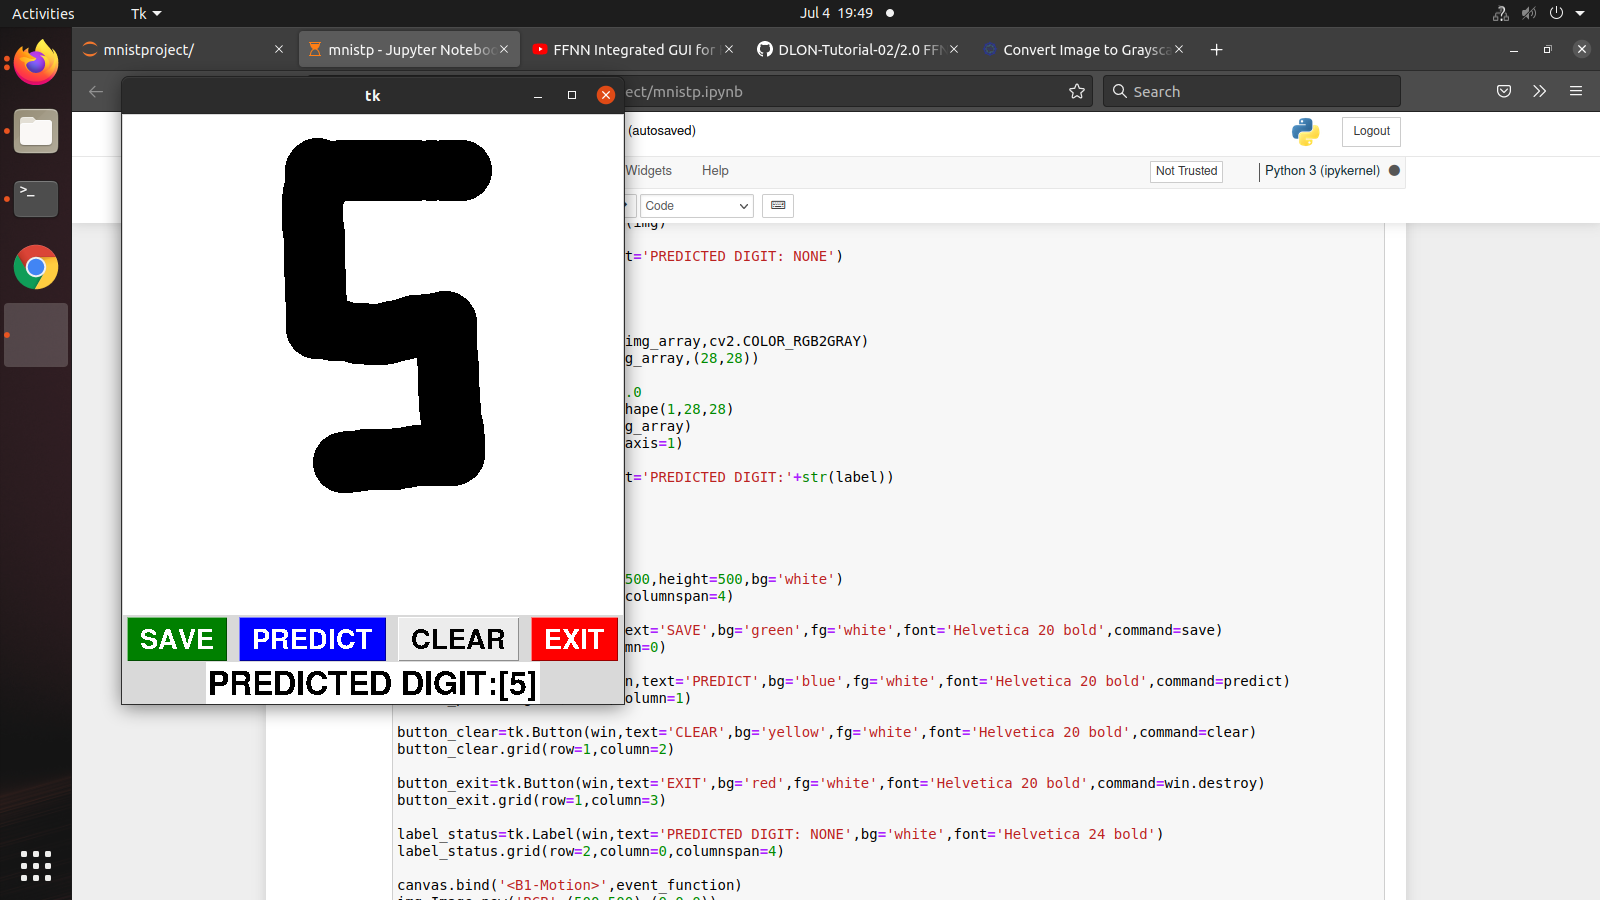 Activities
Tk
Jul 4 19:49
mnistproject/
mnistp - Jupyter Noteboo
FFNN Integrated GUI for
DLON-Tutorial-02/2.0 FFN
Convert Image to Graysca
tk
ect/mnistp.ipynb
Search
(autosaved)
Logout
Widgets
Help
Not Trusted
Python 3 (ipykernel)
Code
(img)
t='PREDICTED DIGIT: NONE')
img_array,cv2.COLOR_RGB2GRAY)
g_array,(28,28))
.0
hape(1,28,28)
g_array)
axis=1)
t='PREDICTED DIGIT:'+str(label))
5
500,height=500,bg='white')
columnspan=4)
ext='SAVE',bg='green',fg='white',font='Helvetica 20 bold',command=save)
mn=0)
n,text='PREDICT',bg='blue',fg='white',font='Helvetica 20 bold',command=predict)
olumn=1)
SAVE
PREDICT
CLEAR
EXIT
PREDICTED DIGIT:[5]
button_clear=tk.Button(win,text='CLEAR',bg='yellow',fg='white',font='Helvetica 20 bold',command=clear)
button_clear.grid(row=1,column=2)
button_exit=tk.Button(win,text='EXIT',bg='red',fg='white',font='Helvetica 20 bold',command=win.destroy)
button_exit.grid(row=1,column=3)
label_status=tk.Label(win,text='PREDICTED DIGIT: NONE',bg='white',font='Helvetica 24 bold')
label_status.grid(row=2,column=0,columnspan=4)
canvas.bind('<B1-Motion>',event_function)